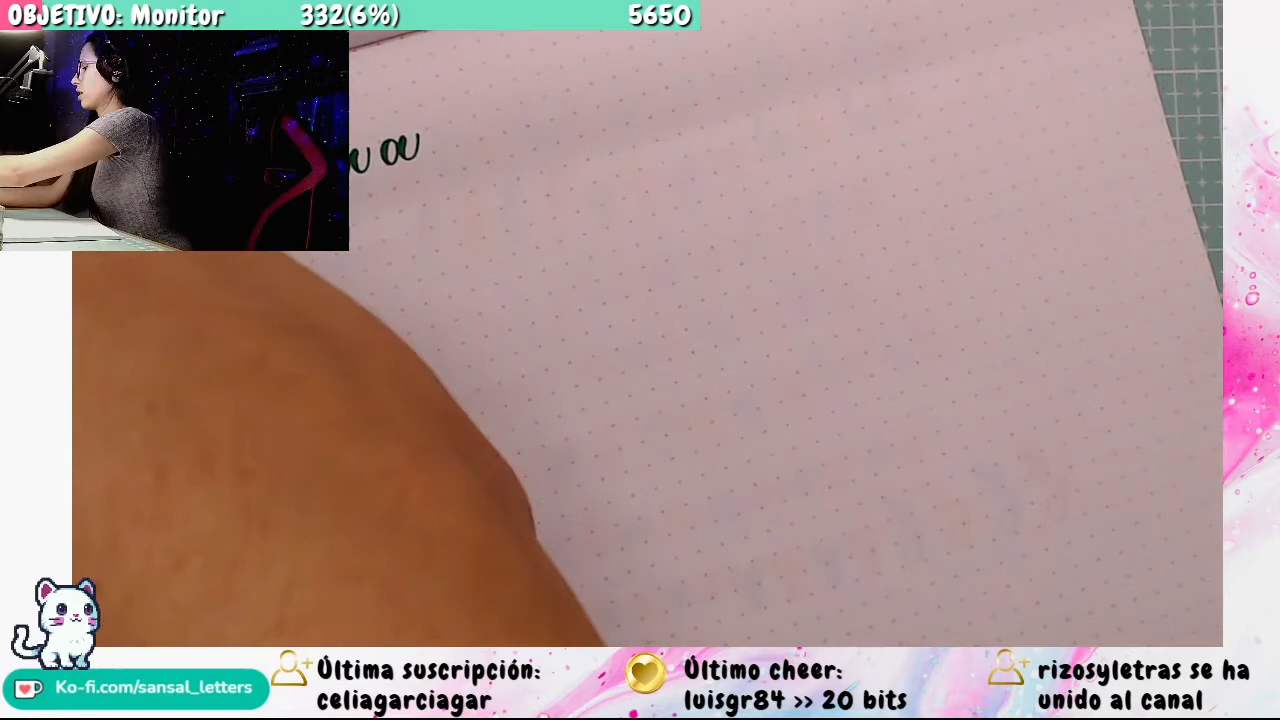 OBJETIVO: Monitor 332(6%) 5650
Ko-fi.com/sansal_letters
Última suscripción:
celiagarciagar
Último cheer:
luisgr84 >> 20 bits
rizosyletras se ha
unido al canal